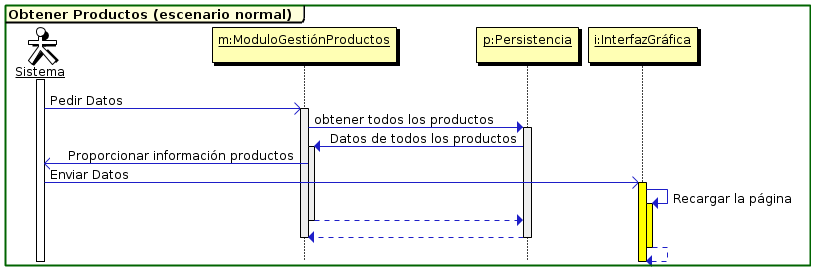 Obtener Productos (escenario normal)
Sistema
m:ModuloGestiónProductos
p:Persistencia
i:InterfazGráfica
Pedir Datos
obtener todos los productos
Datos de todos los productos
Proporcionar información productos
Enviar Datos
Recargar la página